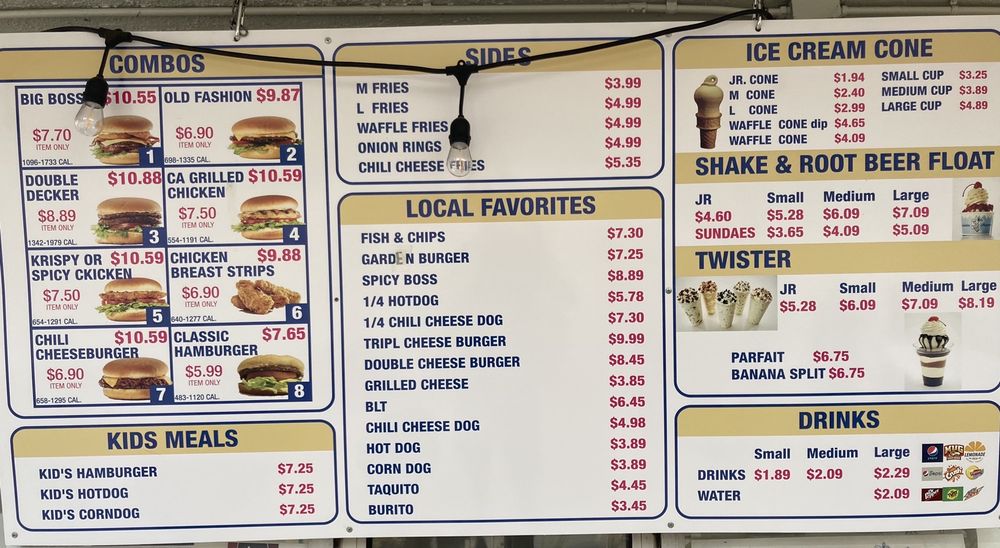 COMBOS
BIG BOSS $10.55
$7.70
ITEM ONLY
1096-1733 CAL.
1
OLD FASHION $9.87
$6.90
ITEM ONLY
698-1335 CAL.
2
DOUBLE $10.88
DECKER
$8.89
ITEM ONLY
1342-1979 CAL.
3
CA GRILLED $10.59
CHICKEN
$7.50
ITEM ONLY
554-1191 CAL.
4
KRISPY OR $10.59
SPICY CKICKEN
$7.50
ITEM ONLY
654-1291 CAL.
5
CHICKEN $9.88
BREAST STRIPS
$6.90
ITEM ONLY
640-1277 CAL.
6
CHILI $10.59
CHEESEBURGER
$6.90
ITEM ONLY
658-1295 CAL.
7
CLASSIC $7.65
HAMBURGER
$5.99
ITEM ONLY
483-1120 CAL.
8
KIDS MEALS
KID'S HAMBURGER $7.25
KID'S HOTDOG $7.25
KID'S CORNDOG $7.25
SIDES
M FRIES $3.99
L FRIES $4.99
WAFFLE FRIES $4.99
ONION RINGS $4.99
CHILI CHEESE FRIES $5.35
LOCAL FAVORITES
FISH & CHIPS $7.30
GARDEN BURGER $7.25
SPICY BOSS $8.89
1/4 HOTDOG $5.78
1/4 CHILI CHEESE DOG $7.30
TRIPL CHEESE BURGER $9.99
DOUBLE CHEESE BURGER $8.45
GRILLED CHEESE $3.85
BLT $6.45
CHILI CHEESE DOG $4.98
HOT DOG $3.89
CORN DOG $3.89
TAQUITO $4.45
BURITO $3.45
ICE CREAM CONE
JR. CONE $1.94 SMALL CUP $3.25
M CONE $2.40 MEDIUM CUP $3.89
L CONE $2.99 LARGE CUP $4.89
WAFFLE CONE dip $4.65
WAFFLE CONE $4.09
SHAKE & ROOT BEER FLOAT
JR Small Medium Large
$4.60 $5.28 $6.09 $7.09
SUNDAES $3.65 $4.09 $5.09
TWISTER
JR Small Medium Large
$5.28 $6.09 $7.09 $8.19
PARFAIT $6.75
BANANA SPLIT $6.75
DRINKS
Small Medium Large
DRINKS $1.89 $2.09 $2.29
WATER $2.09
MUG
LEMONADE